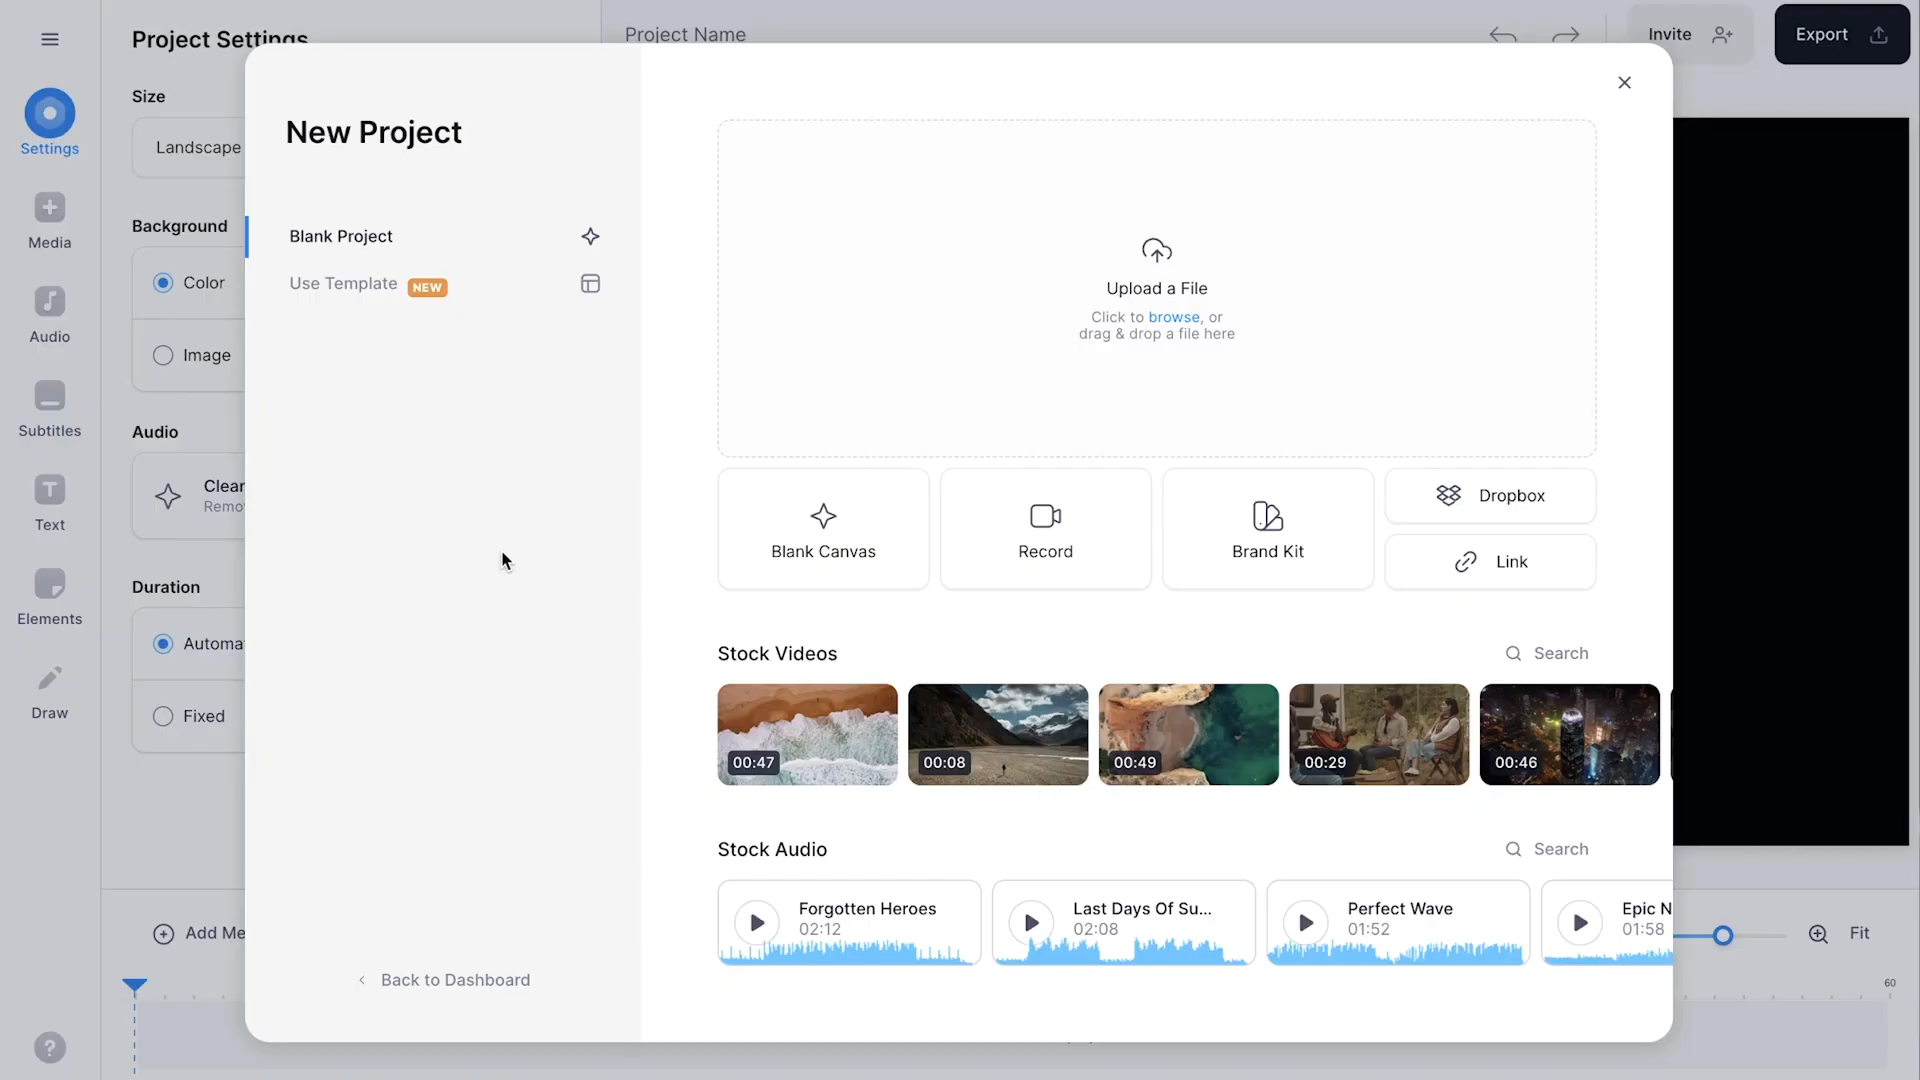 Project Settings
Project Name
Invite
Export
Settings
Media
Audio
Subtitles
Text
Elements
Draw
Size
Landscape
Background
Color
Image
Audio
Clear
Remo
Duration
Automa
Fixed
Add Me
Fit
60
New Project
Blank Project
Use Template NEW
Back to Dashboard
Upload a File
Click to browse, or
drag & drop a file here
Blank Canvas
Record
Brand Kit
Dropbox
Link
Stock Videos
Search
00:47
00:08
00:49
00:29
00:46
Stock Audio
Search
Forgotten Heroes
02:12
Last Days Of Su...
02:08
Perfect Wave
01:52
Epic N
01:58